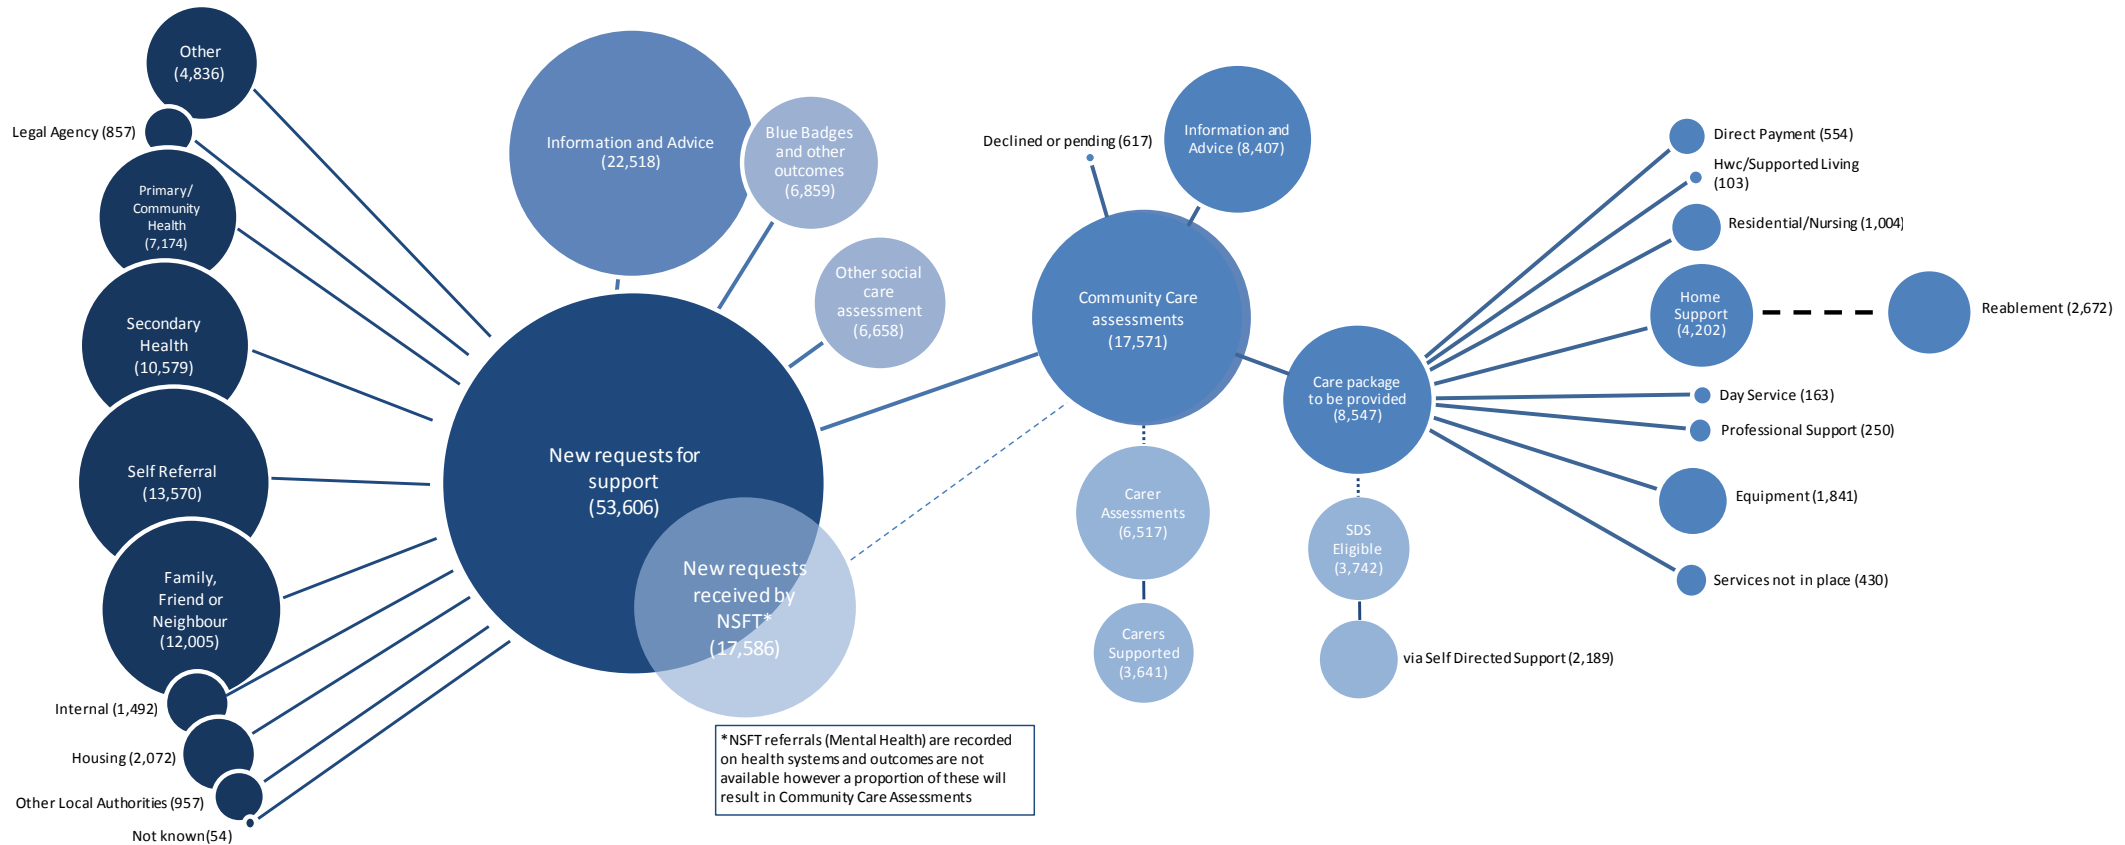 Other
(4,836)
Legal Agency (857)
Primary/
Community
Health
(7,174)
Secondary
Health
(10,579)
Self Referral
(13,570)
Family,
Friend or
Neighbour
(12,005)
Internal (1,492)
Housing (2,072)
Other Local Authorities (957)
Not known(54)
Information and Advice
(22,518)
Blue Badges
and other
outcomes
(6,859)
Other social
care
assessment
(6,658)
New requests for
support
(53,606)
New requests
received by
NSFT*
(17,586)
*NSFT referrals (Mental Health) are recorded
on health systems and outcomes are not
available however a proportion of these will
result in Community Care Assessments
Declined or pending (617)
Information and
Advice (8,407)
Community Care
assessments
(17,571)
Carer
Assessments
(6,517)
Carers
Supported
(3,641)
Care package
to be provided
(8,547)
SDS
Eligible
(3,742)
via Self Directed Support (2,189)
Direct Payment (554)
Hwc/Supported Living
(103)
Residential/Nursing (1,004)
Home
Support
(4,202)
Reablement (2,672)
Day Service (163)
Professional Support (250)
Equipment (1,841)
Services not in place (430)